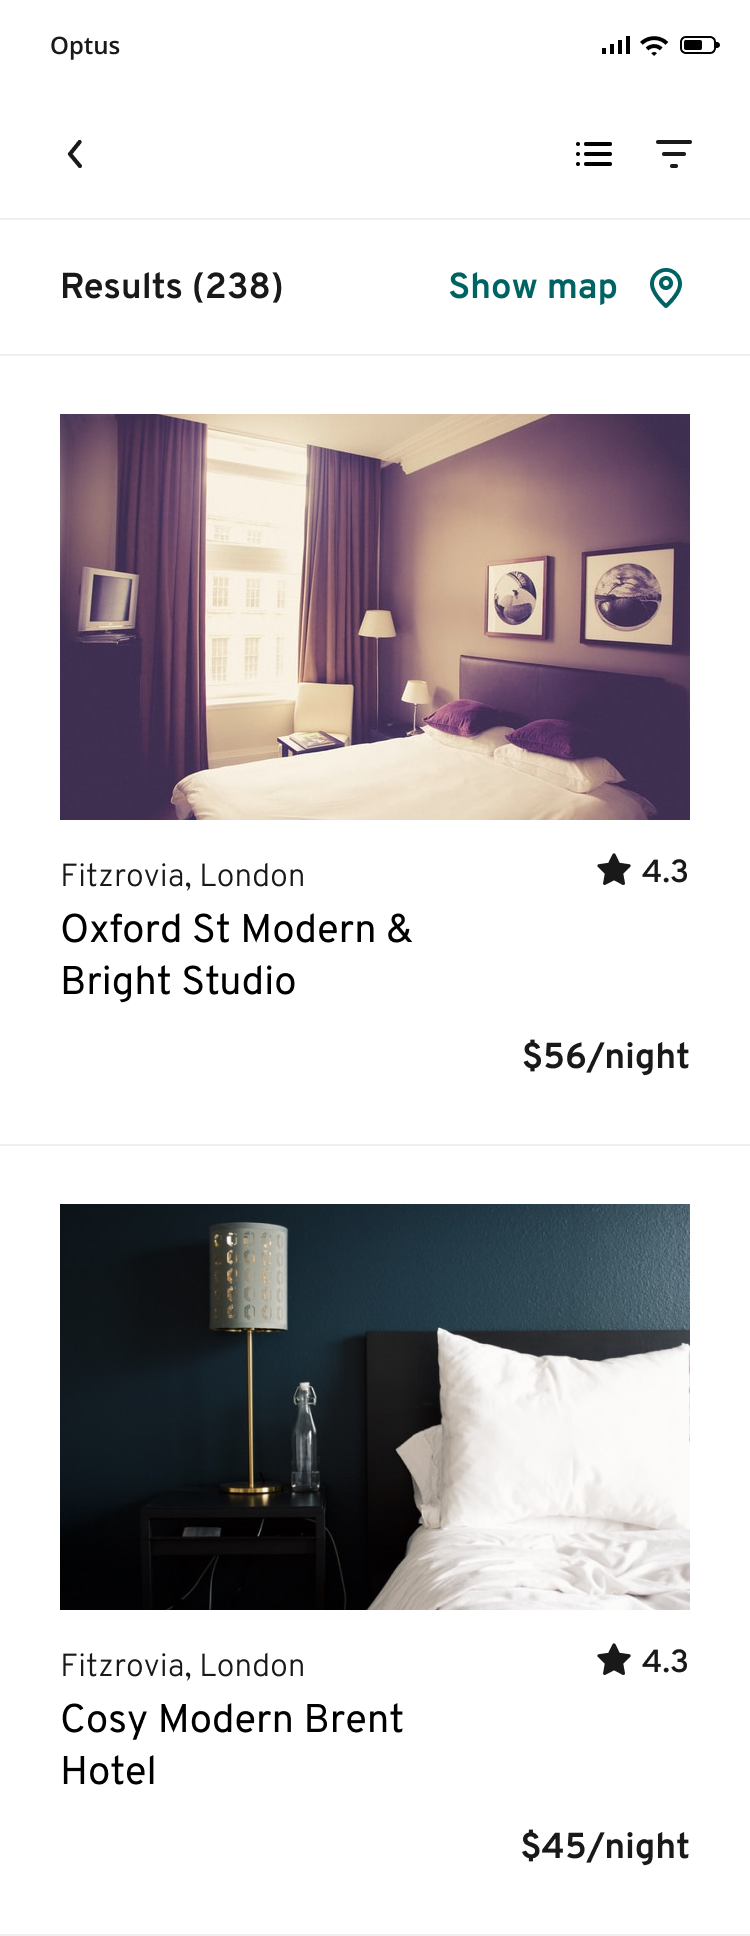 Optus
Results (238)
Show map
Fitzrovia, London
4.3
Oxford St Modern &
Bright Studio
$56/night
Fitzrovia, London
4.3
Cosy Modern Brent
Hotel
$45/night